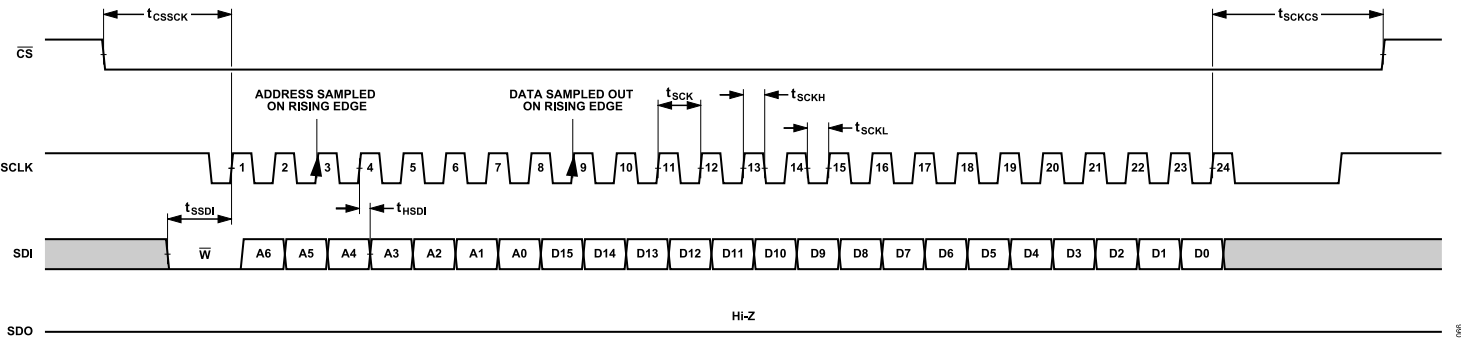 tCSSCK
tSCKCS
CS
ADDRESS SAMPLED
ON RISING EDGE
DATA SAMPLED OUT
ON RISING EDGE
tSCK
tSCKH
tSCKL
SCLK
1 2 3 4 5 6 7 8 9 10 11 12 13 14 15 16 17 18 19 20 21 22 23 24
tSSDI
tHSDI
SDI
W A6 A5 A4 A3 A2 A1 A0 D15 D14 D13 D12 D11 D10 D9 D8 D7 D6 D5 D4 D3 D2 D1 D0
Hi-Z
SDO